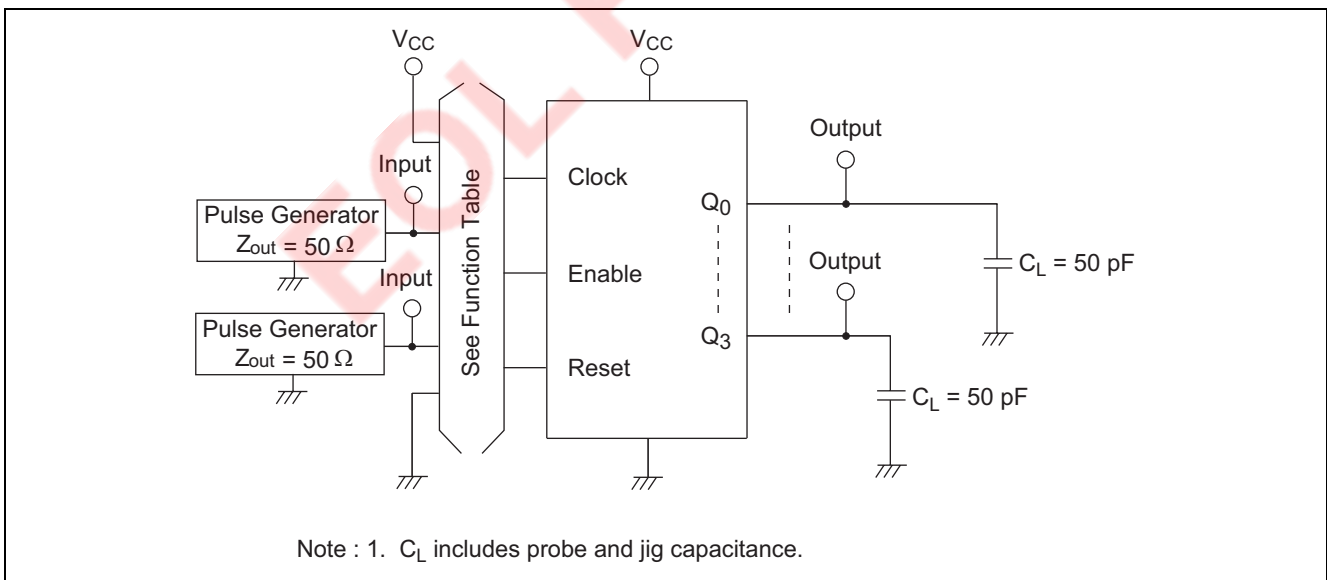 VCC
VCC
Output
Input
See Function Table
Clock
Pulse Generator
Zout = 50 Ω
Q0
Output
CL = 50 pF
Input
Enable
Pulse Generator
Zout = 50 Ω
Q3
Reset
CL = 50 pF
Note : 1. CL includes probe and jig capacitance.
EOL